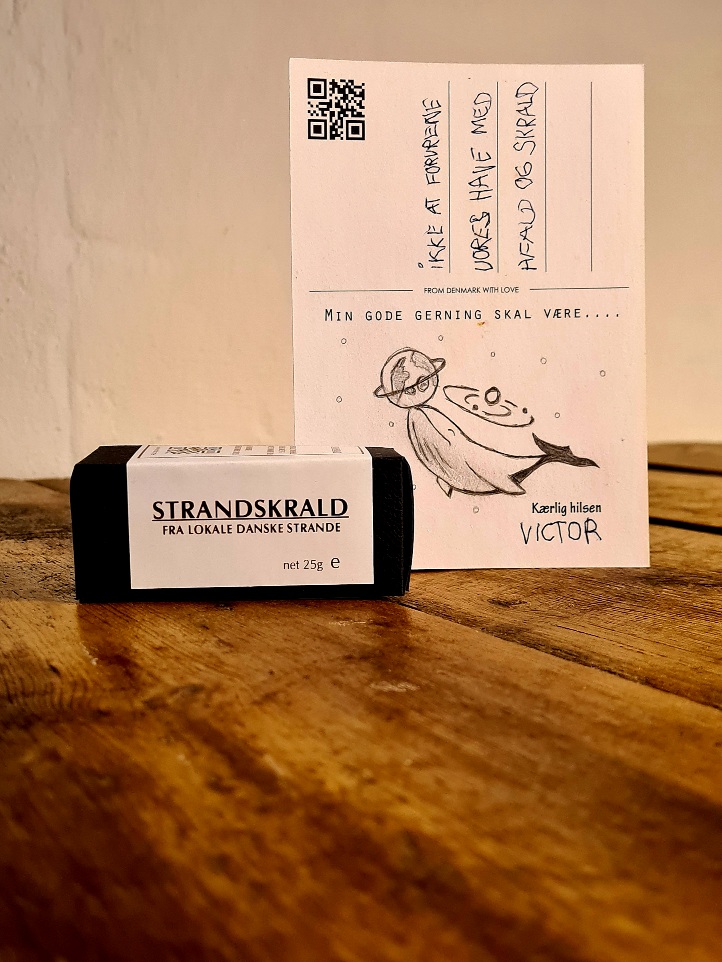 iKKE AT FORURENE
VORES HAVE MED
AFFALD OG SKRALD
FROM DENMARK WITH LOVE
MIN GODE GERNING SKAL VÆRE....
Kærlig hilsen
VICTOR
STRANDSKRALD
FRA LOKALE DANSKE STRANDE
net 25g e